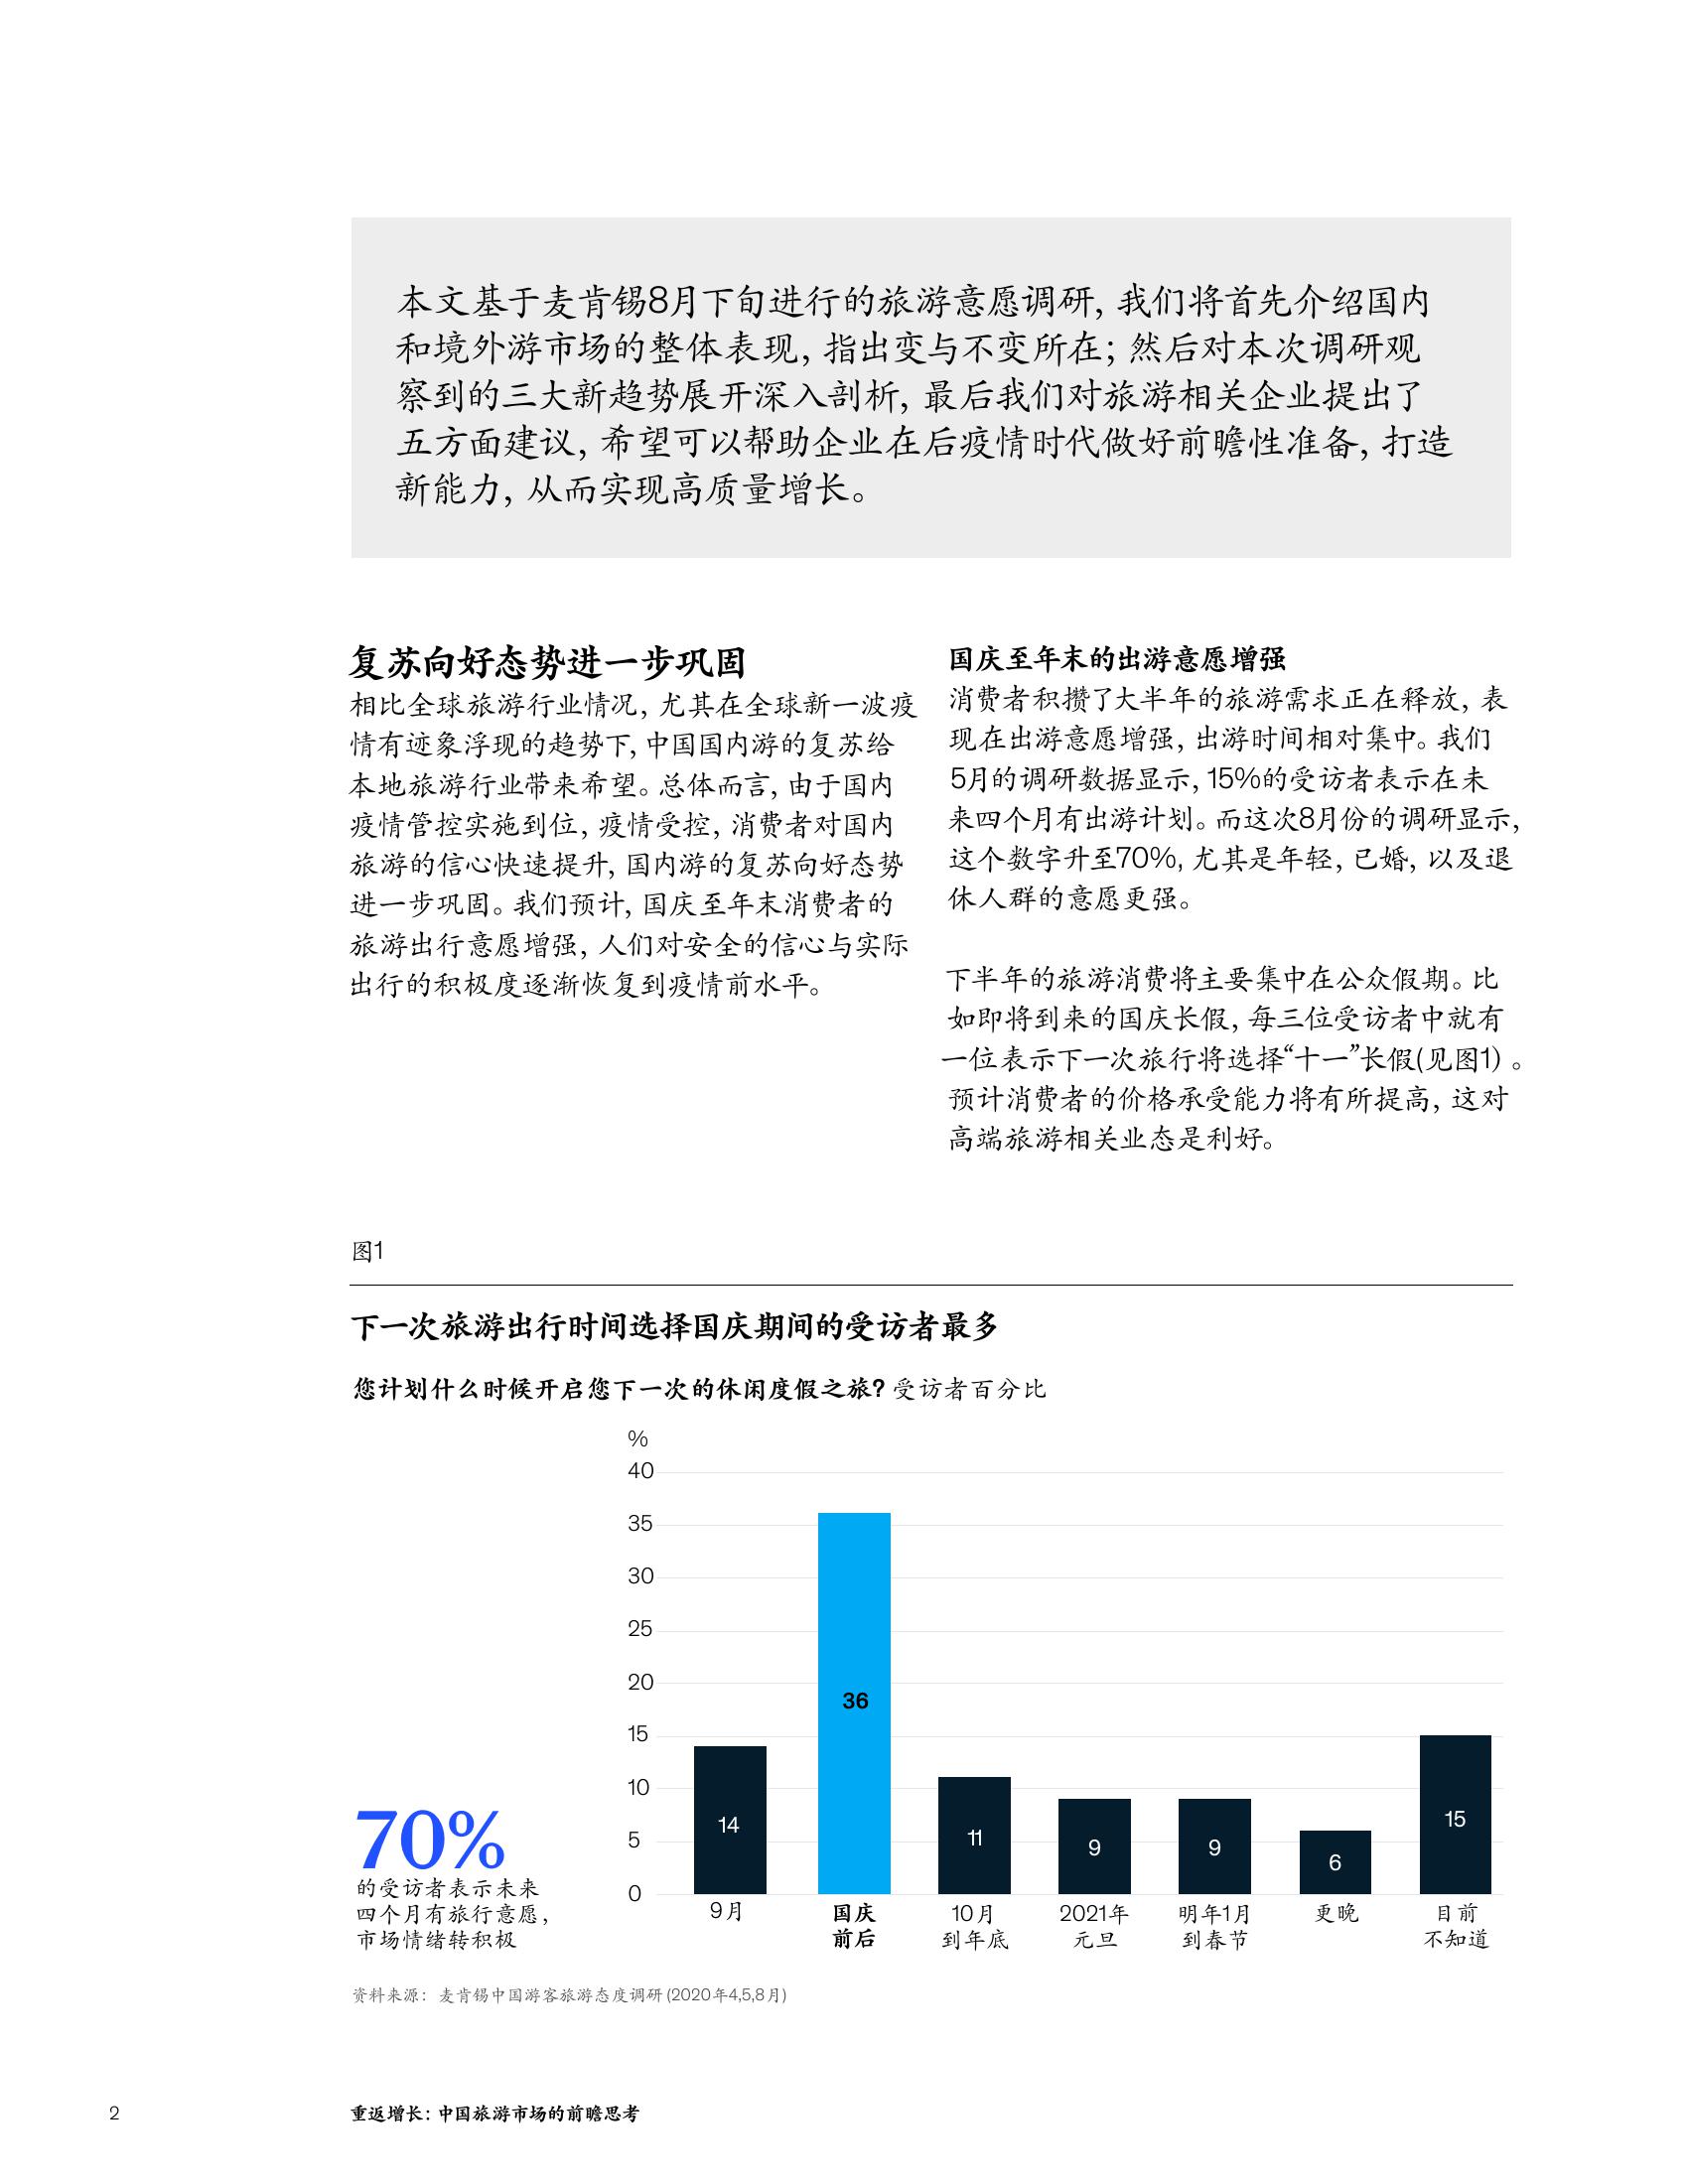 本文基于麦肯锡8月下旬进行的旅游意愿调研, 我们将首先介绍国内
和境外游市场的整体表现, 指出变与不变所在; 然后对本次调研观
察到的三大新趋势展开深入剖析, 最后我们对旅游相关企业提出了
五方面建议, 希望可以帮助企业在后疫情时代做好前瞻性准备, 打造
新能力, 从而实现高质量增长。
复苏向好态势进一步巩固
相比全球旅游行业情况, 尤其在全球新一波疫
情有迹象浮现的趋势下, 中国国内游的复苏给
本地旅游行业带来希望。总体而言, 由于国内
疫情管控实施到位, 疫情受控, 消费者对国内
旅游的信心快速提升, 国内游的复苏向好态势
进一步巩固。我们预计, 国庆至年末消费者的
旅游出行意愿增强, 人们对安全的信心与实际
出行的积极度逐渐恢复到疫情前水平。
国庆至年末的出游意愿增强
消费者积攒了大半年的旅游需求正在释放, 表
现在出游意愿增强, 出游时间相对集中。我们
5月的调研数据显示, 15%的受访者表示在未
来四个月有出游计划。而这次8月份的调研显示,
这个数字升至70%, 尤其是年轻, 已婚, 以及退
休人群的意愿更强。
下半年的旅游消费将主要集中在公众假期。比
如即将到来的国庆长假, 每三位受访者中就有
一位表示下一次旅行将选择“十一”长假(见图1) 。
预计消费者的价格承受能力将有所提高, 这对
高端旅游相关业态是利好。
图1
下一次旅游出行时间选择国庆期间的受访者最多
您计划什么时候开启您下一次的休闲度假之旅? 受访者百分比
%
40
35
30
25
20
15
10
5
0
14
36
11
9
9
6
15
9月
国庆
前后
10月
到年底
2021年
元旦
明年1月
到春节
更晚
目前
不知道
70%
的受访者表示未来
四个月有旅行意愿,
市场情绪转积极
资料来源: 麦肯锡中国游客旅游态度调研 (2020年4,5,8月)
2
重返增长: 中国旅游市场的前瞻思考